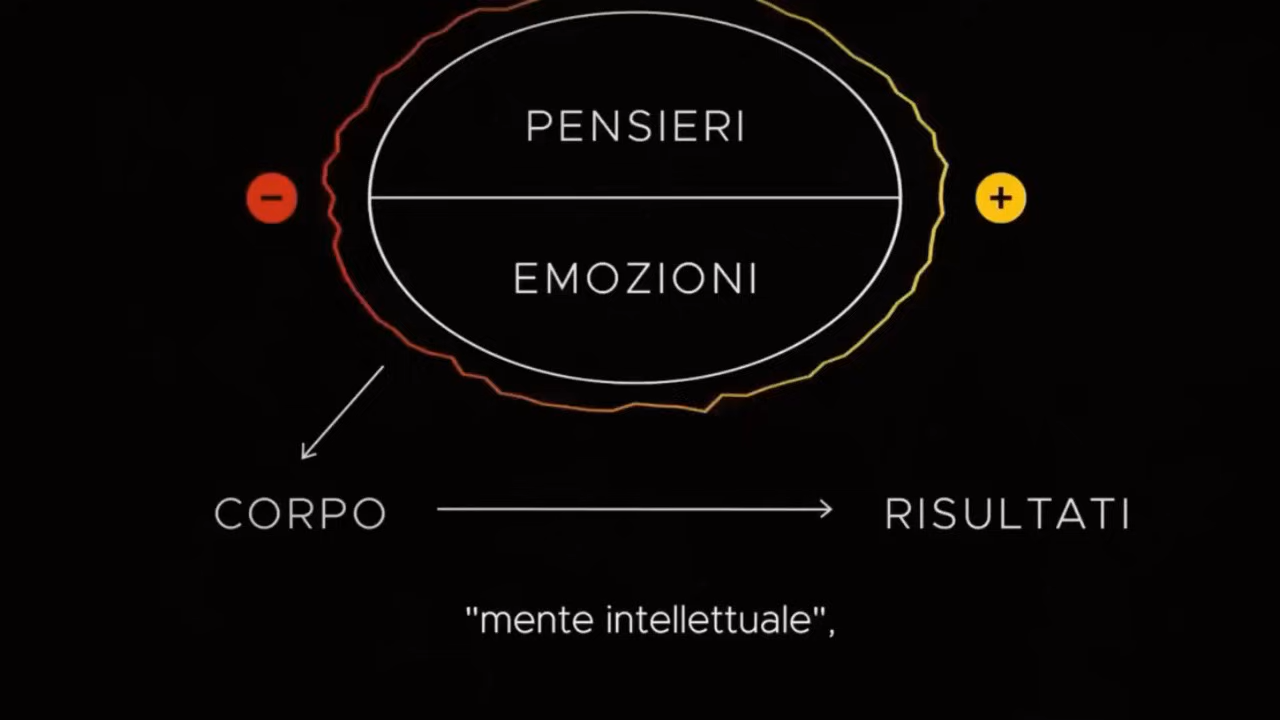 PENSIERI
− +
EMOZIONI
CORPO RISULTATI
"mente intellettuale",